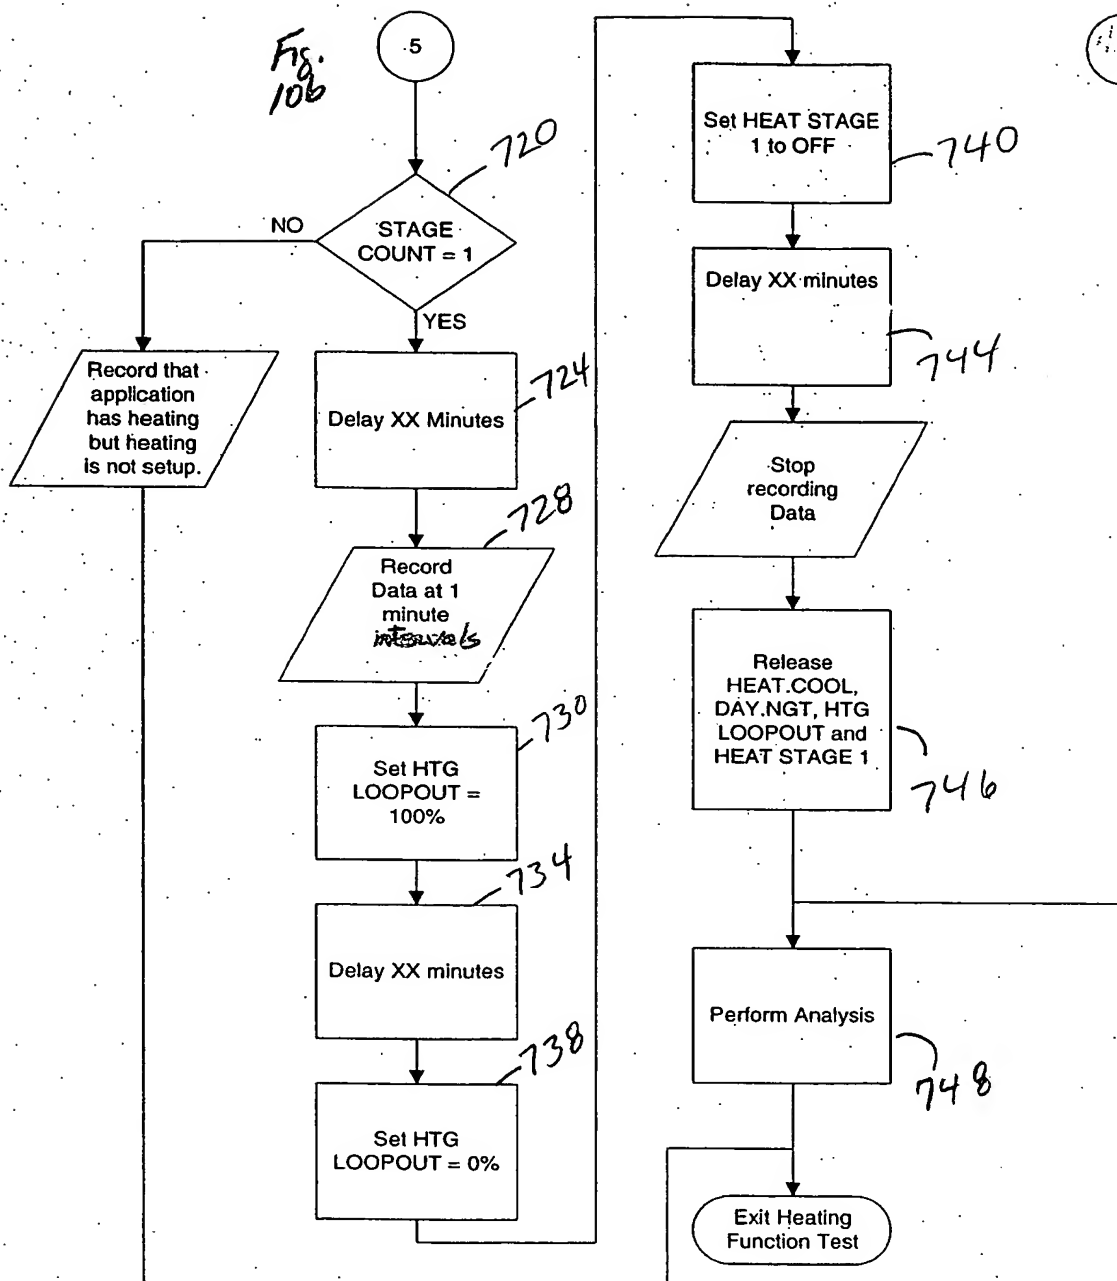 Fig.
10b
5
720
NO
STAGE
COUNT = 1
YES
Record that
application
has heating
but heating
is not setup.
Delay XX Minutes
724
728
Record
Data at 1
minute
intervals
730
Set HTG
LOOPOUT =
100%
734
Delay XX minutes
738
Set HTG
LOOPOUT = 0%
Set HEAT STAGE
1 to OFF
740
Delay XX minutes
744
Stop
recording
Data
Release
HEAT.COOL,
DAY.NGT, HTG
LOOPOUT and
HEAT STAGE 1
746
Perform Analysis
748
Exit Heating
Function Test